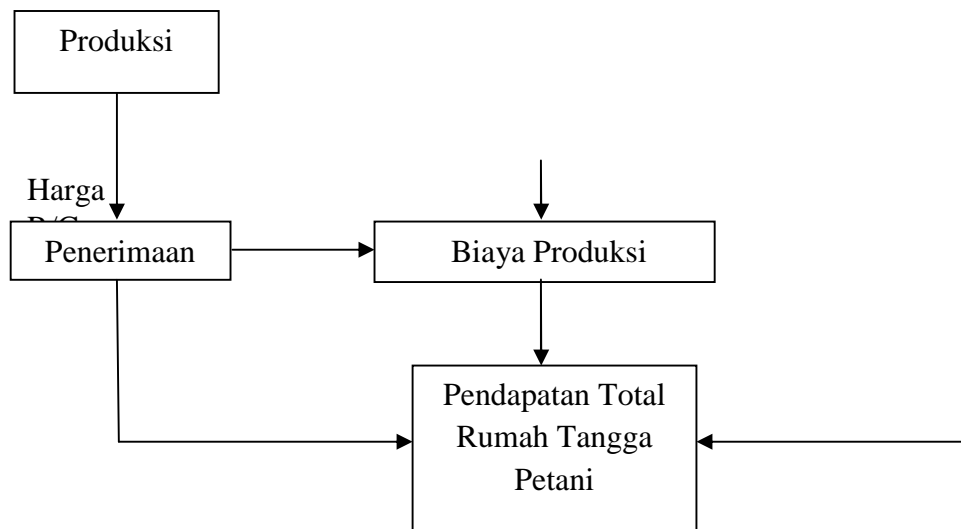 Produksi
Harga
Penerimaan
Biaya Produksi
Pendapatan Total
Rumah Tangga
Petani